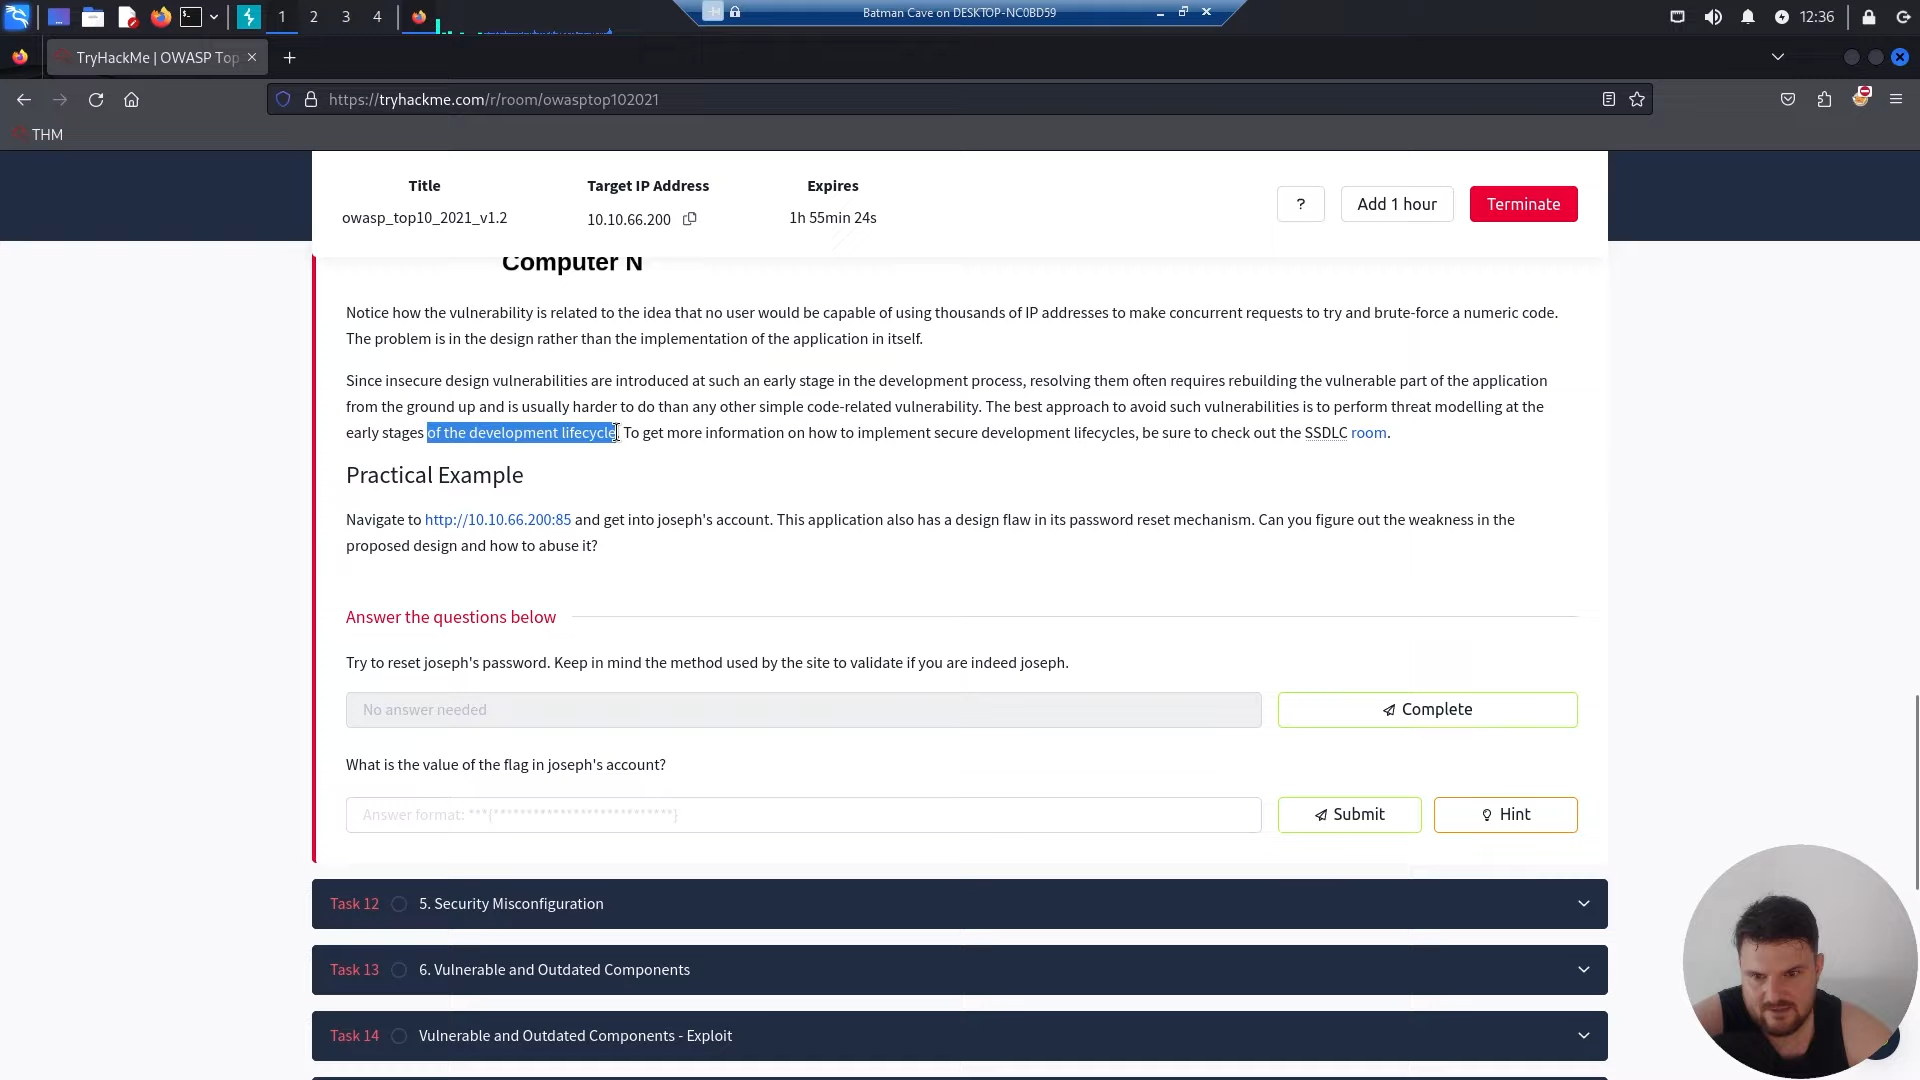 1 2 3 4
Batman Cave on DESKTOP-NC0BD59
12:36
TryHackMe | OWASP Top
https://tryhackme.com/r/room/owasptop102021
THM
Title
Target IP Address
Expires
owasp_top10_2021_v1.2
10.10.66.200
1h 55min 24s
?
Add 1 hour
Terminate
Computer N
Notice how the vulnerability is related to the idea that no user would be capable of using thousands of IP addresses to make concurrent requests to try and brute-force a numeric code.
The problem is in the design rather than the implementation of the application in itself.
Since insecure design vulnerabilities are introduced at such an early stage in the development process, resolving them often requires rebuilding the vulnerable part of the application
from the ground up and is usually harder to do than any other simple code-related vulnerability. The best approach to avoid such vulnerabilities is to perform threat modelling at the
early stages of the development lifecycle. To get more information on how to implement secure development lifecycles, be sure to check out the SSDLC room.
Practical Example
Navigate to http://10.10.66.200:85 and get into joseph's account. This application also has a design flaw in its password reset mechanism. Can you figure out the weakness in the
proposed design and how to abuse it?
Answer the questions below
Try to reset joseph's password. Keep in mind the method used by the site to validate if you are indeed joseph.
No answer needed
Complete
What is the value of the flag in joseph's account?
Answer format: ***{***************************}
Submit
Hint
Task 12 5. Security Misconfiguration
Task 13 6. Vulnerable and Outdated Components
Task 14 Vulnerable and Outdated Components - Exploit